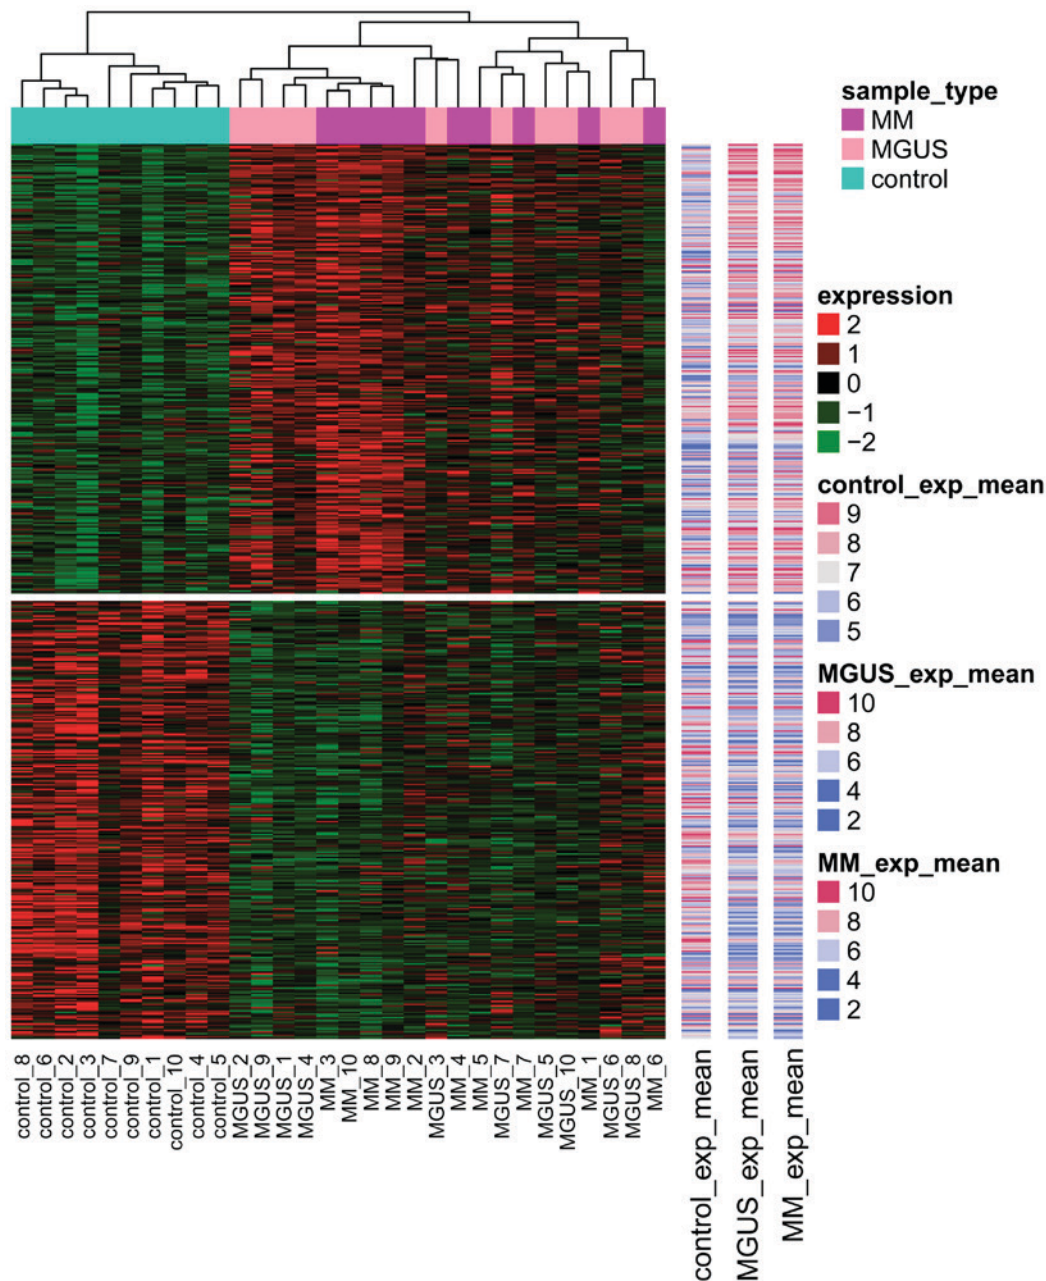 sample_type
MM
MGUS
control
expression
2
1
0
−1
−2
control_exp_mean
9
8
7
6
5
MGUS_exp_mean
10
8
6
4
2
MM_exp_mean
10
8
6
4
2
control_8
control_6
control_2
control_3
control_7
control_9
control_1
control_10
control_4
control_5
MGUS_2
MGUS_9
MGUS_1
MGUS_4
MM_3
MM_10
MM_8
MM_9
MM_2
MGUS_3
MM_4
MM_5
MGUS_7
MM_7
MGUS_5
MGUS_10
MM_1
MGUS_6
MGUS_8
MM_6
control_exp_mean
MGUS_exp_mean
MM_exp_mean